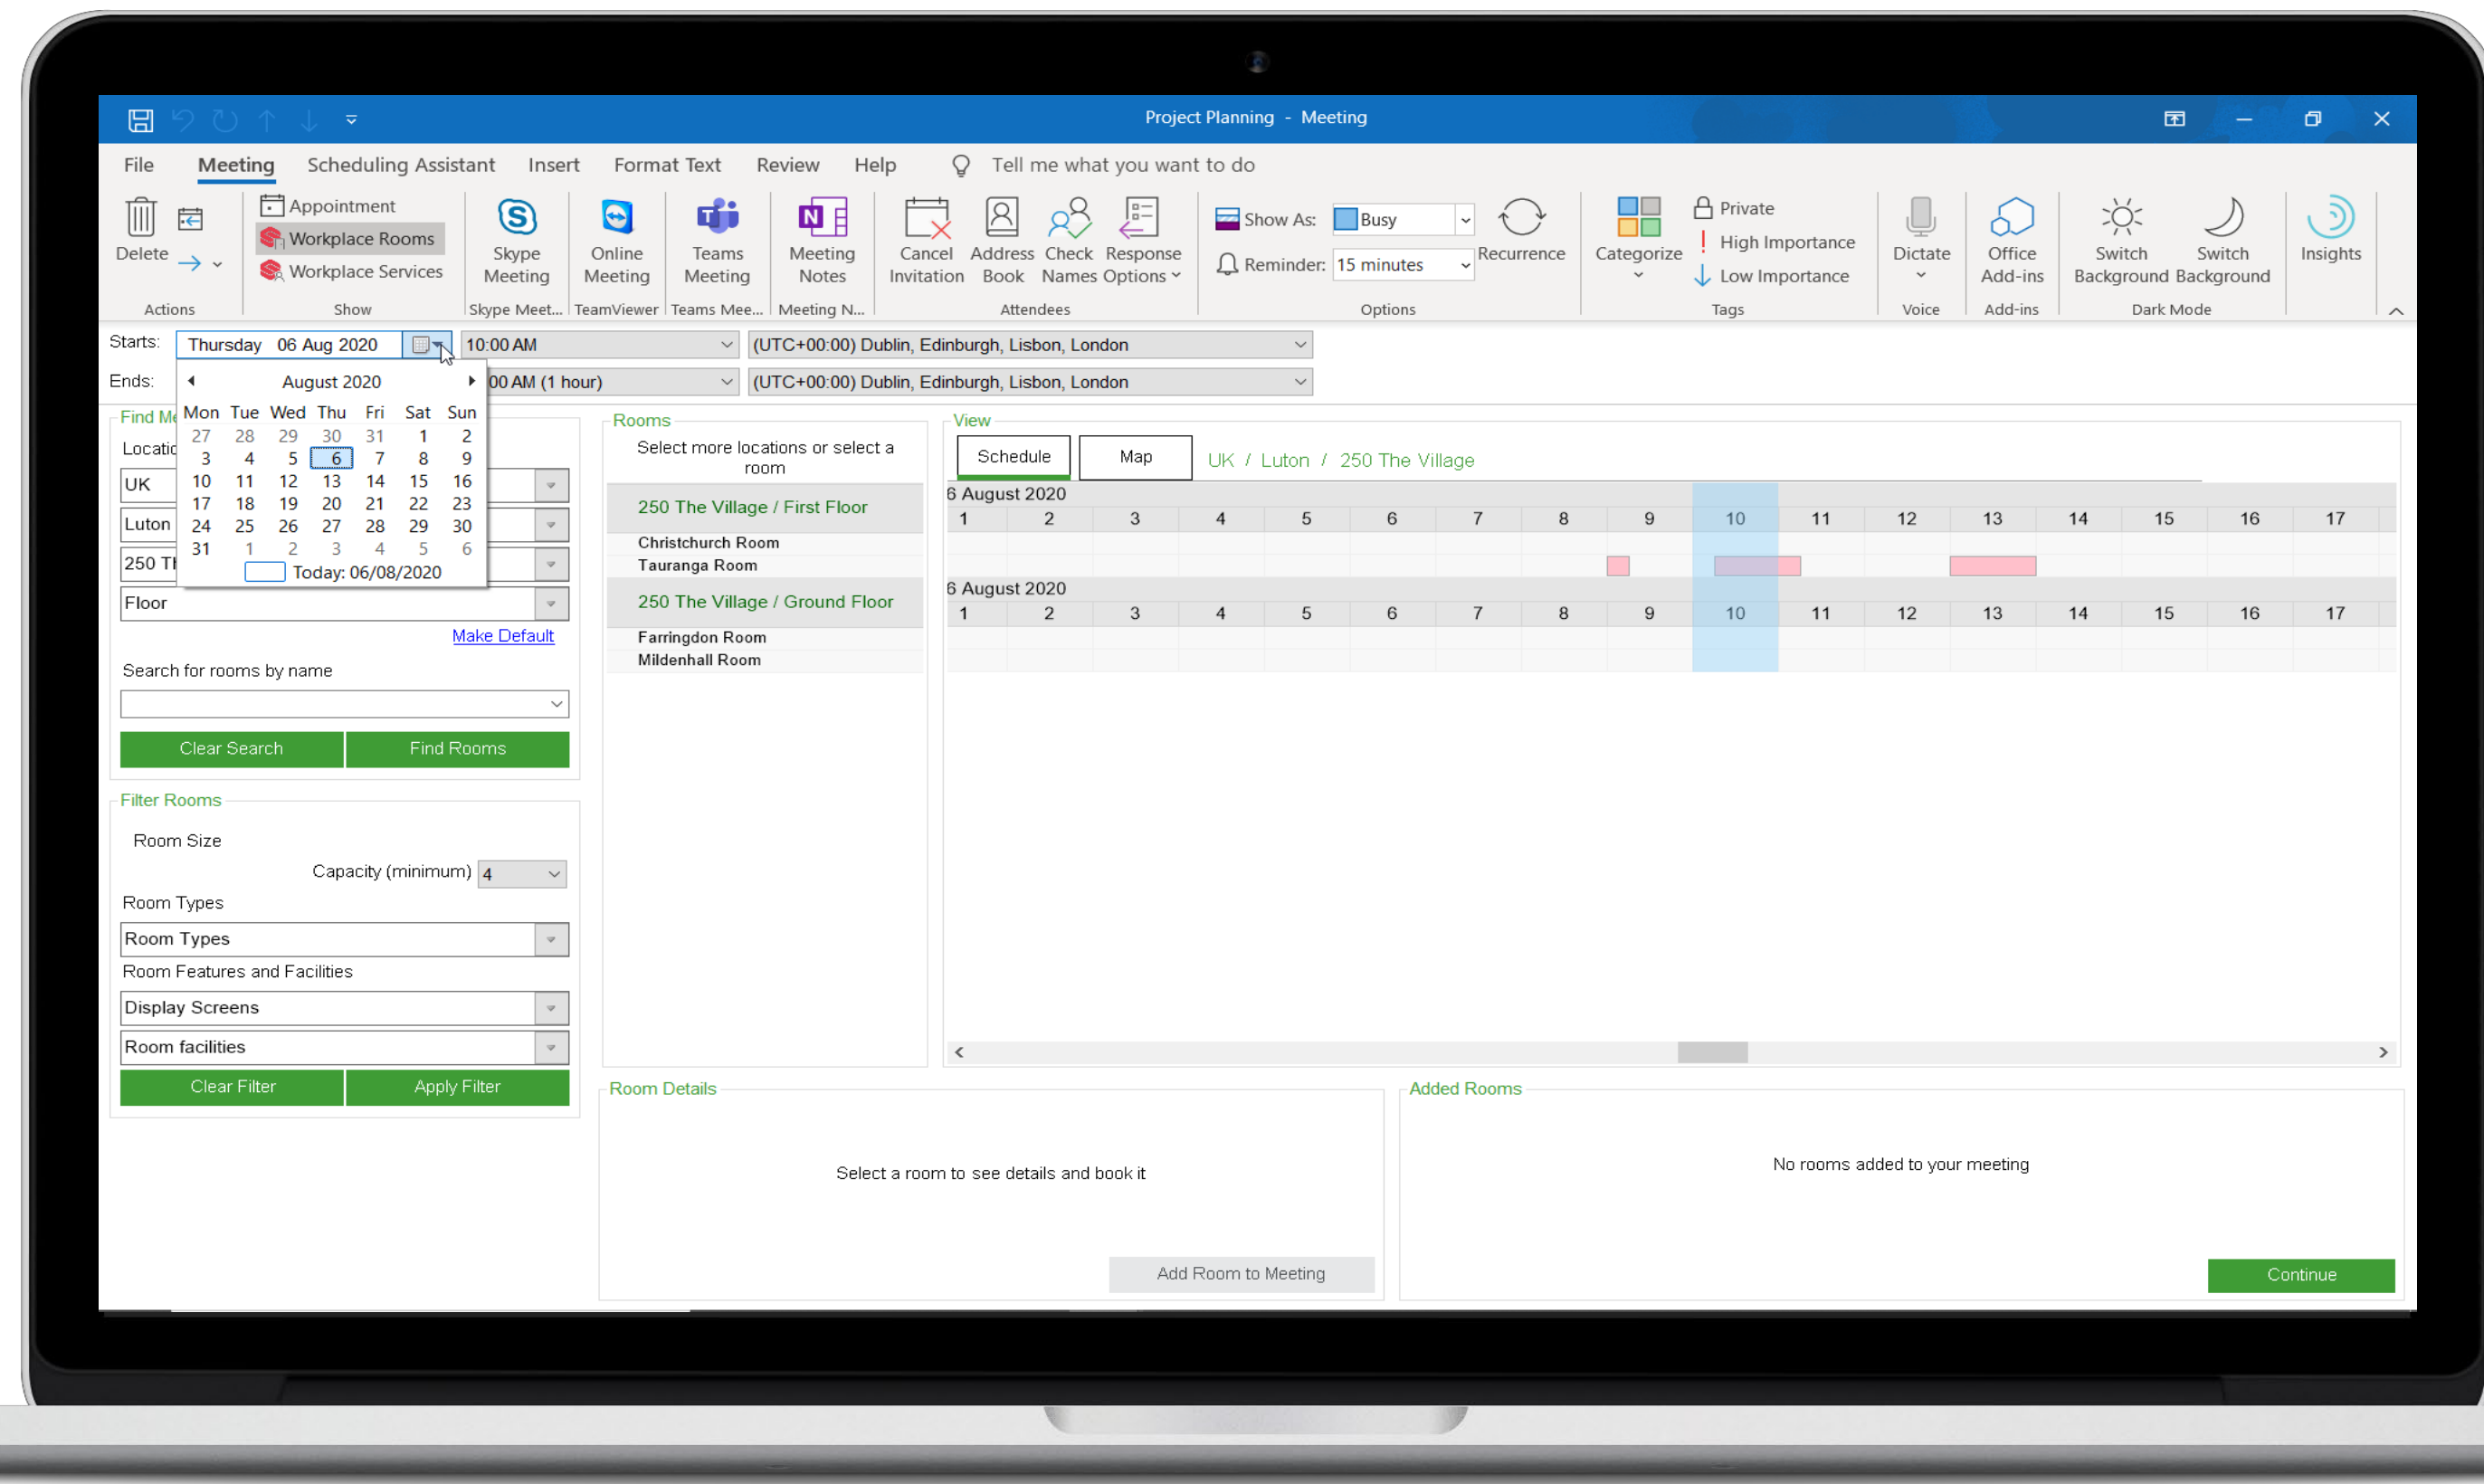 Project Planning - Meeting
File Meeting Scheduling Assistant Insert Format Text Review Help Tell me what you want to do
Delete
Actions
Appointment
Workplace Rooms
Workplace Services
Show
Skype Meeting
Skype Meet...
Online Meeting
TeamViewer
Teams Meeting
Teams Mee...
Meeting Notes
Meeting N...
Cancel Invitation
Address Book
Check Names
Response Options
Attendees
Show As: Busy
Reminder: 15 minutes
Recurrence
Options
Categorize
Private
High Importance
Low Importance
Tags
Dictate
Voice
Office Add-ins
Add-ins
Switch Background
Switch Background
Dark Mode
Insights
Starts: Thursday 06 Aug 2020 10:00 AM (UTC+00:00) Dublin, Edinburgh, Lisbon, London
Ends: 00 AM (1 hour) (UTC+00:00) Dublin, Edinburgh, Lisbon, London
August 2020
Mon Tue Wed Thu Fri Sat Sun
27 28 29 30 31 1 2
3 4 5 6 7 8 9
10 11 12 13 14 15 16
17 18 19 20 21 22 23
24 25 26 27 28 29 30
31 1 2 3 4 5 6
Today: 06/08/2020
Find Me
Locatio
UK
Luton
250 Th
Floor
Make Default
Search for rooms by name
Clear Search Find Rooms
Filter Rooms
Room Size
Capacity (minimum) 4
Room Types
Room Types
Room Features and Facilities
Display Screens
Room facilities
Clear Filter Apply Filter
Rooms
Select more locations or select a
room
250 The Village / First Floor
Christchurch Room
Tauranga Room
250 The Village / Ground Floor
Farringdon Room
Mildenhall Room
View
Schedule Map UK / Luton / 250 The Village
6 August 2020
1 2 3 4 5 6 7 8 9 10 11 12 13 14 15 16 17
6 August 2020
1 2 3 4 5 6 7 8 9 10 11 12 13 14 15 16 17
Room Details
Select a room to see details and book it
Add Room to Meeting
Added Rooms
No rooms added to your meeting
Continue